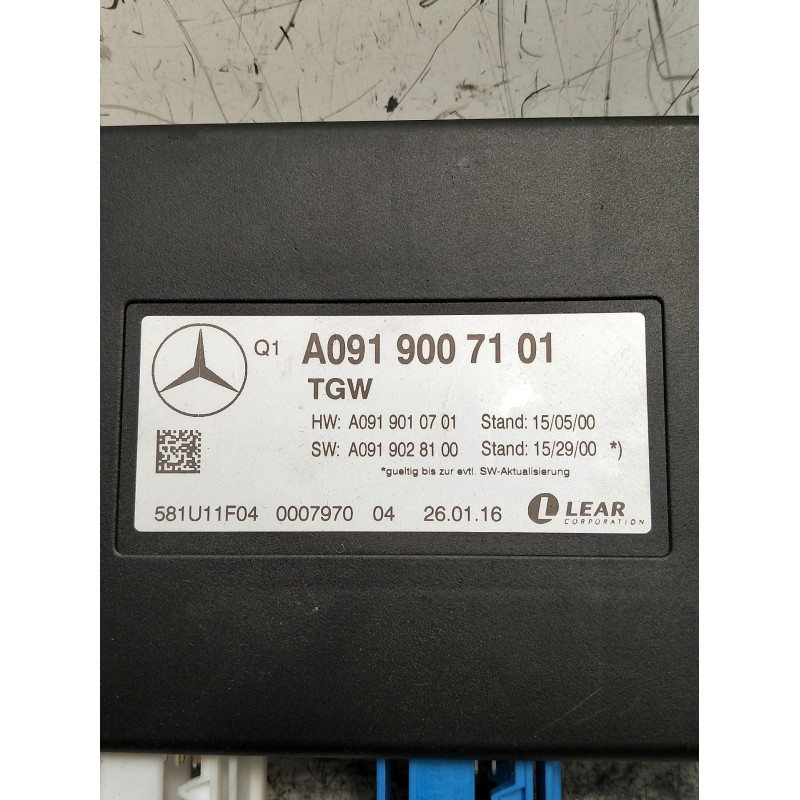 Q1 A091 900 71 01
TGW
HW: A091 901 07 01 Stand: 15/05/00
SW: A091 902 81 00 Stand: 15/29/00 *)
*gueltig bis zur evtl. SW-Aktualisierung
581U11F04 0007970 04 26.01.16 LEAR
CORPORATION